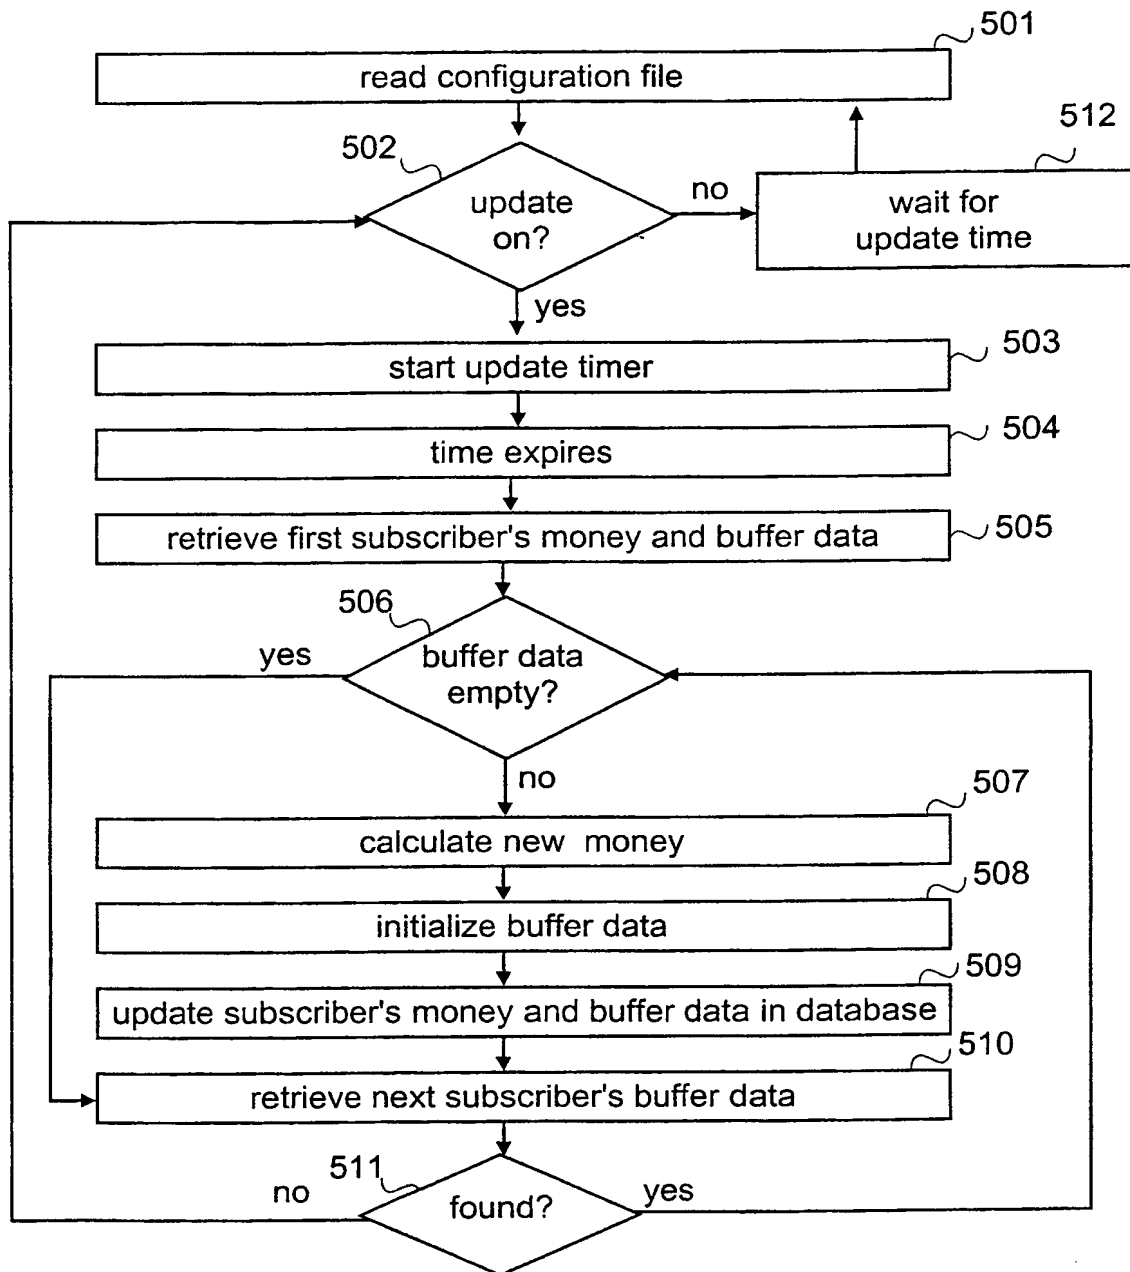 501
read configuration file
512
502
update
on?
no
wait for
update time
yes
503
start update timer
504
time expires
505
retrieve first subscriber's money and buffer data
506
yes
buffer data
empty?
no
507
calculate new money
508
initialize buffer data
509
update subscriber's money and buffer data in database
510
retrieve next subscriber's buffer data
511
no
found?
yes